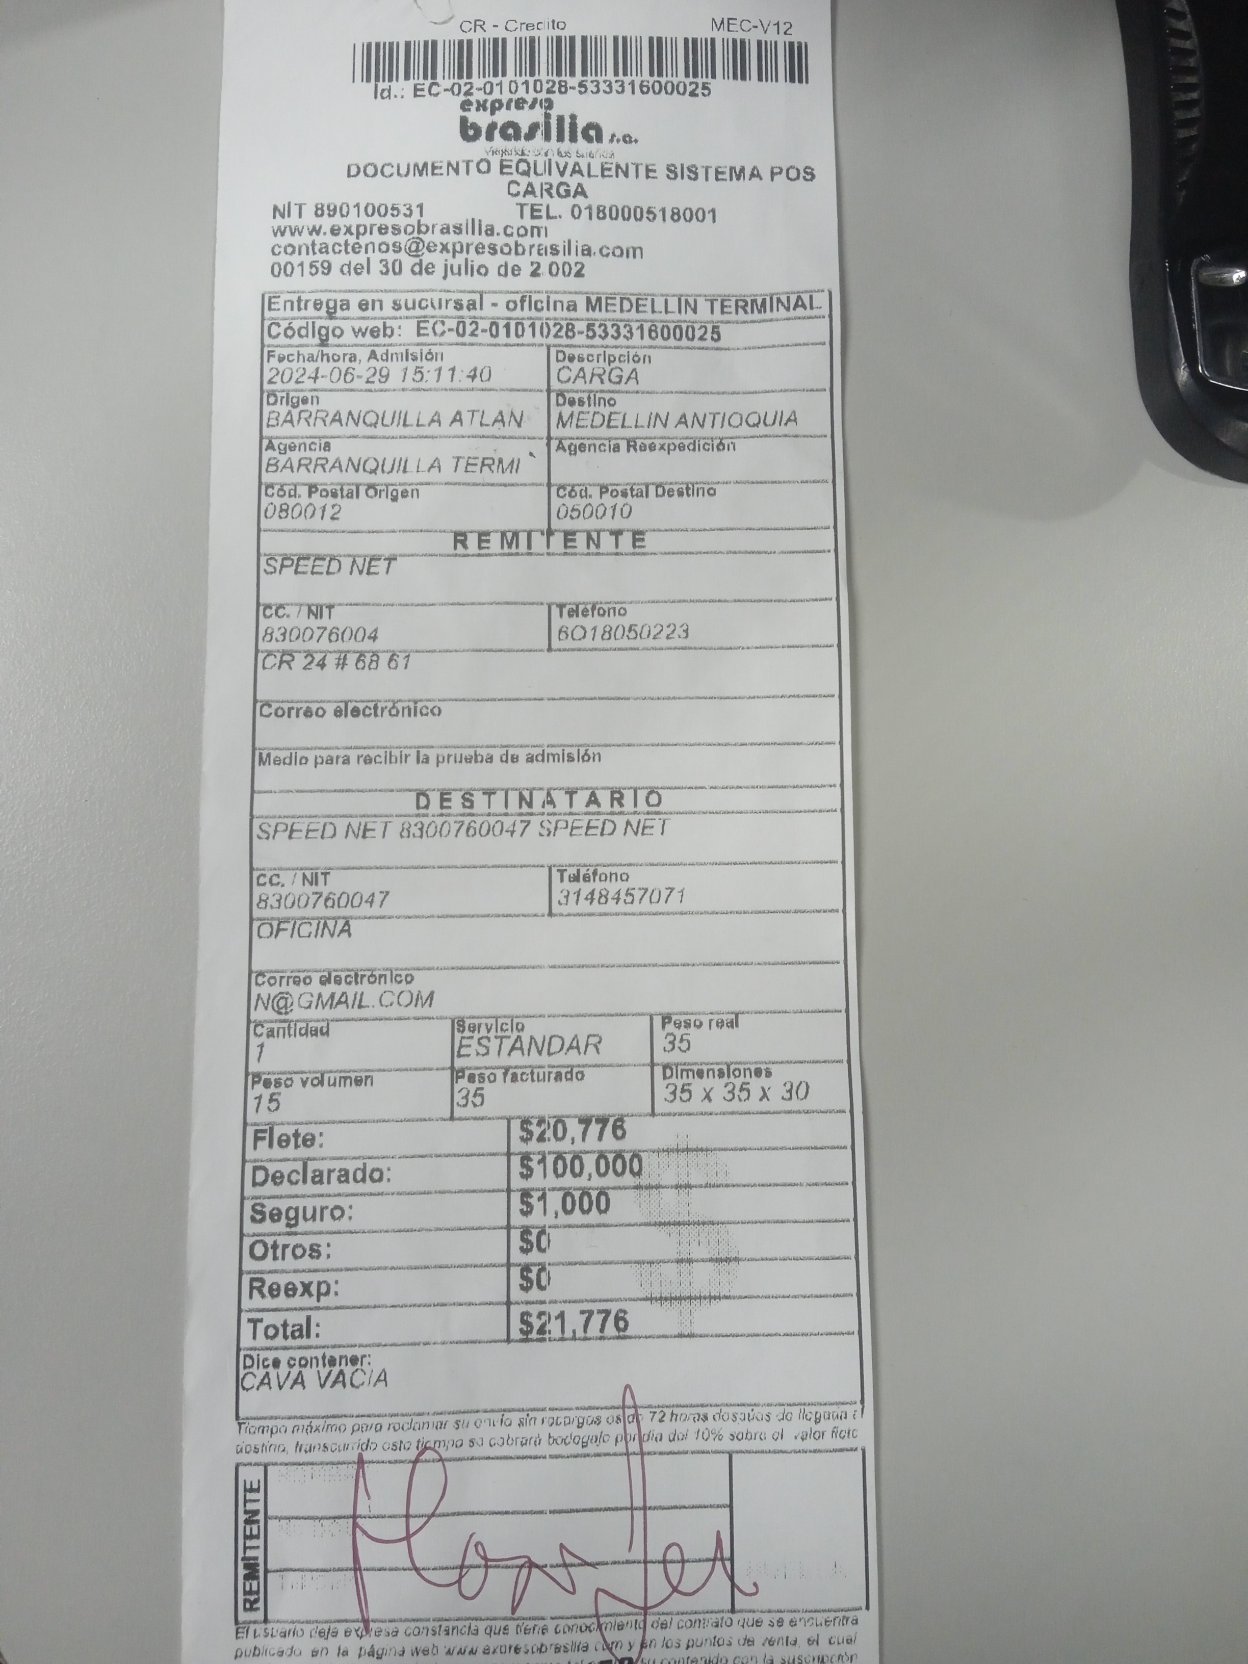 CR - Credito MEC-V12
Id.: EC-02-0101028-53331600025
expreso
brasilia s.a.
DOCUMENTO EQUIVALENTE SISTEMA POS
CARGA
NIT 890100531 TEL. 018000518001
www.expresobrasilia.com
contactenos@expresobrasilia.com
00159 del 30 de julio de 2 002
Entrega en sucursal - oficina MEDELLIN TERMINAL
Código web: EC-02-0101028-53331600025
Fecha/hora, Admisión Descripción
2024-06-29 15:11:40 CARGA
Origen Destino
BARRANQUILLA ATLAN MEDELLIN ANTIOQUIA
Agencia Agencia Reexpedición
BARRANQUILLA TERMI
Cód. Postal Origen Cód. Postal Destino
080012 050010
REMITENTE
SPEED NET
CC. / NIT Teléfono
830076004 6018050223
CR 24 # 68 61
Correo electrónico
Medio para recibir la prueba de admisión
DESTINATARIO
SPEED NET 8300760047 SPEED NET
CC. / NIT Teléfono
8300760047 3148457071
OFICINA
Correo electrónico
N@GMAIL.COM
Cantidad Servicio Peso real
1 ESTANDAR 35
Peso volumen Peso facturado Dimensiones
15 35 35 x 35 x 30
Flete: $20,776
Declarado: $100,000
Seguro: $1,000
Otros: $0
Reexp: $0
Total: $21,776
Dice contener:
CAVA VACIA
Tiempo máximo para reclamar su envío sin recargos es de 72 horas después de llegada a
destino, transcurrido este tiempo se cobrará bodegaje por día del 10% sobre el valor flete
REMITENTE
El usuario deja expresa constancia que tiene conocimiento del contrato que se encuentra
publicado en la página web www.expresobrasilia.com y en los puntos de venta, el cual
su contenido con la suscripción